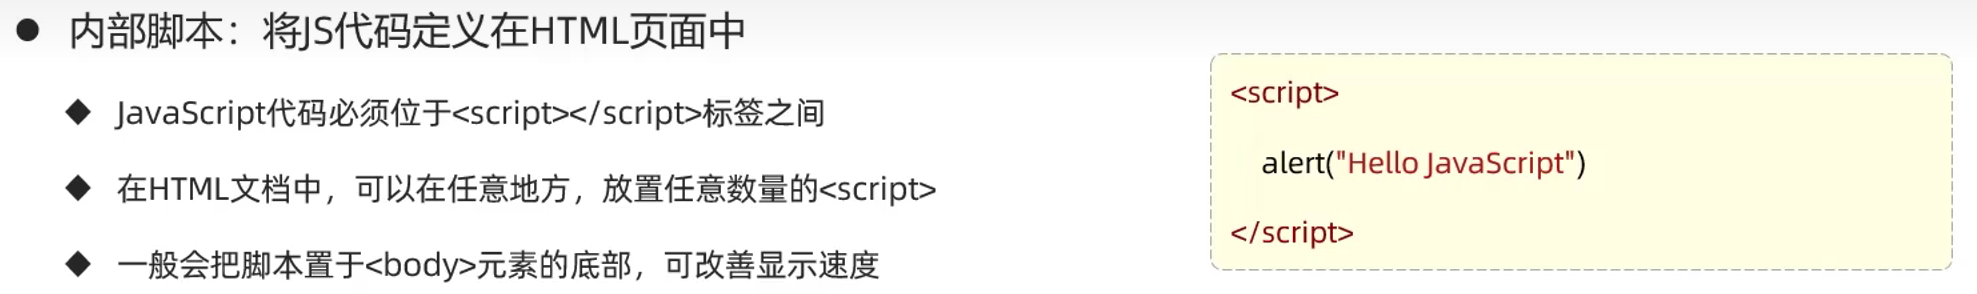 ● 内部脚本：将JS代码定义在HTML页面中
◆ JavaScript代码必须位于<script></script>标签之间
◆ 在HTML文档中，可以在任意地方，放置任意数量的<script>
◆ 一般会把脚本置于<body>元素的底部，可改善显示速度
<script>
alert("Hello JavaScript")
</script>